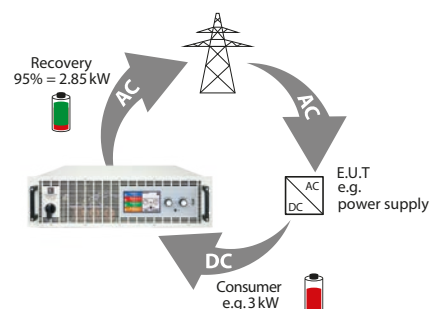 Recovery
95% = 2.85 kW
AC
AC
E.U.T
e.g.
power supply
AC
DC
DC
Consumer
e.g. 3 kW